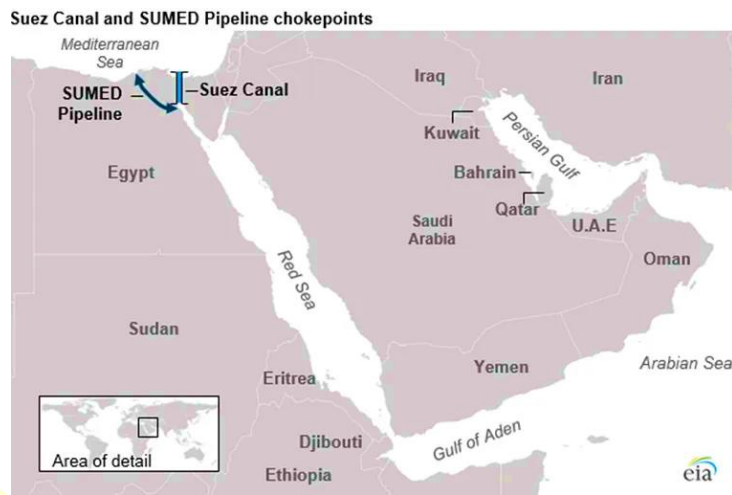 Suez Canal and SUMED Pipeline chokepoints
Mediterranean
Sea
SUMED
Pipeline
Suez Canal
Iraq
Iran
Kuwait
Persian Gulf
Bahrain
Egypt
Qatar
U.A.E
Saudi
Arabia
Oman
Red Sea
Sudan
Yemen
Arabian Sea
Eritrea
Djibouti
Gulf of Aden
Ethiopia
Area of detail
eia